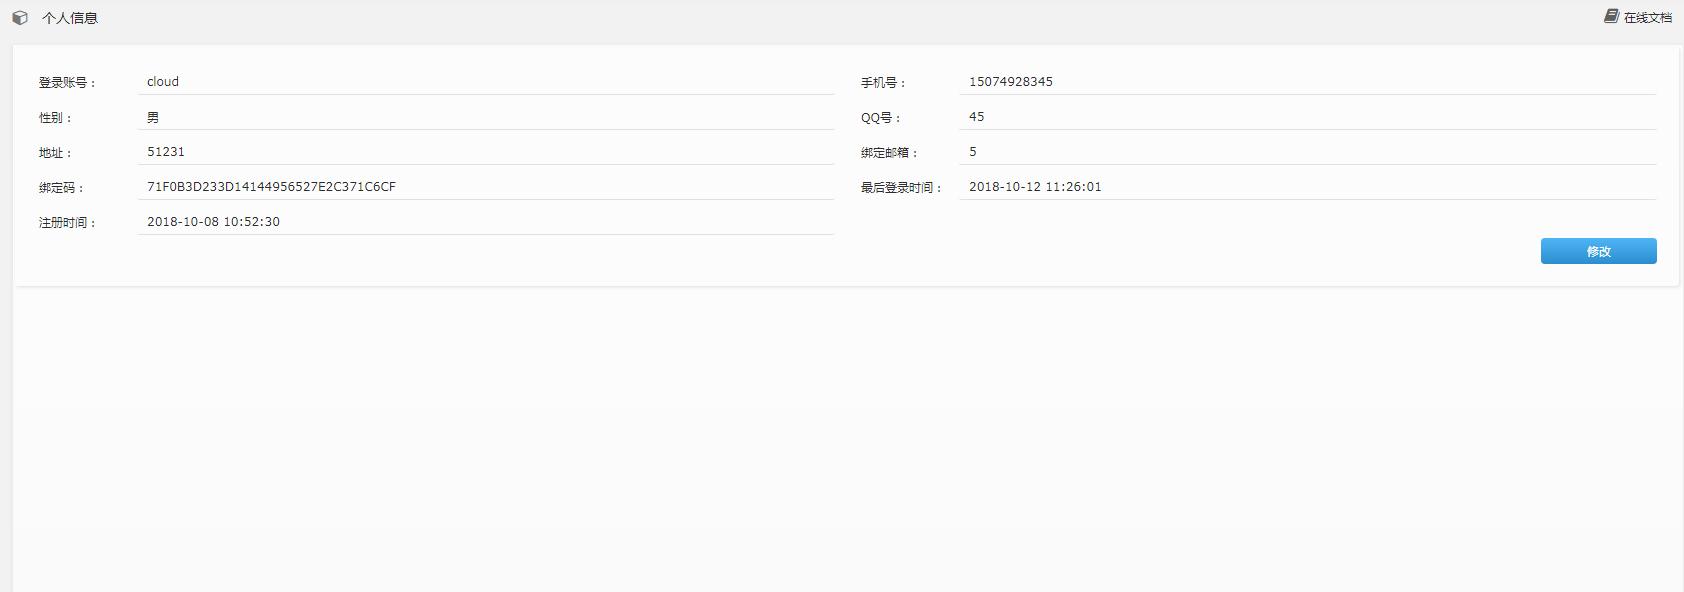 个人信息
在线文档
登录账号： cloud 手机号： 15074928345
性别： 男 QQ号： 45
地址： 51231 绑定邮箱： 5
绑定码： 71F0B3D233D14144956527E2C371C6CF 最后登录时间： 2018-10-12 11:26:01
注册时间： 2018-10-08 10:52:30
修改